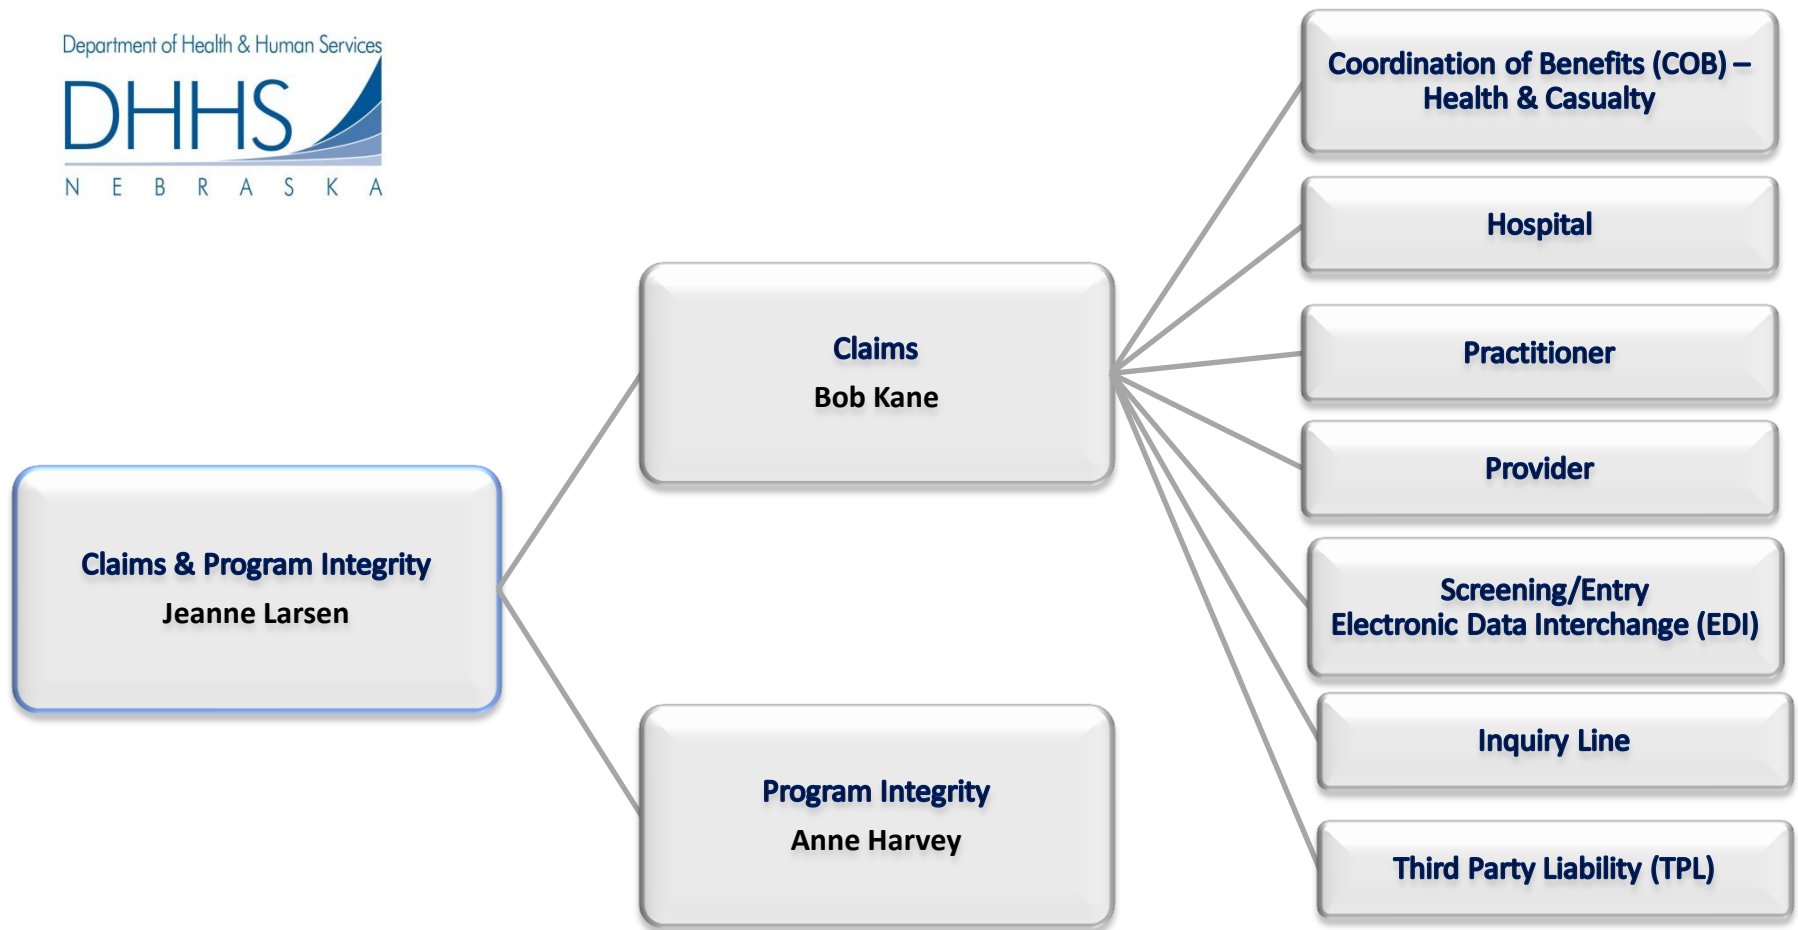 Department of Health & Human Services
DHHS
NEBRASKA
Claims & Program Integrity
Jeanne Larsen
Claims
Bob Kane
Program Integrity
Anne Harvey
Coordination of Benefits (COB) –
Health & Casualty
Hospital
Practitioner
Provider
Screening/Entry
Electronic Data Interchange (EDI)
Inquiry Line
Third Party Liability (TPL)